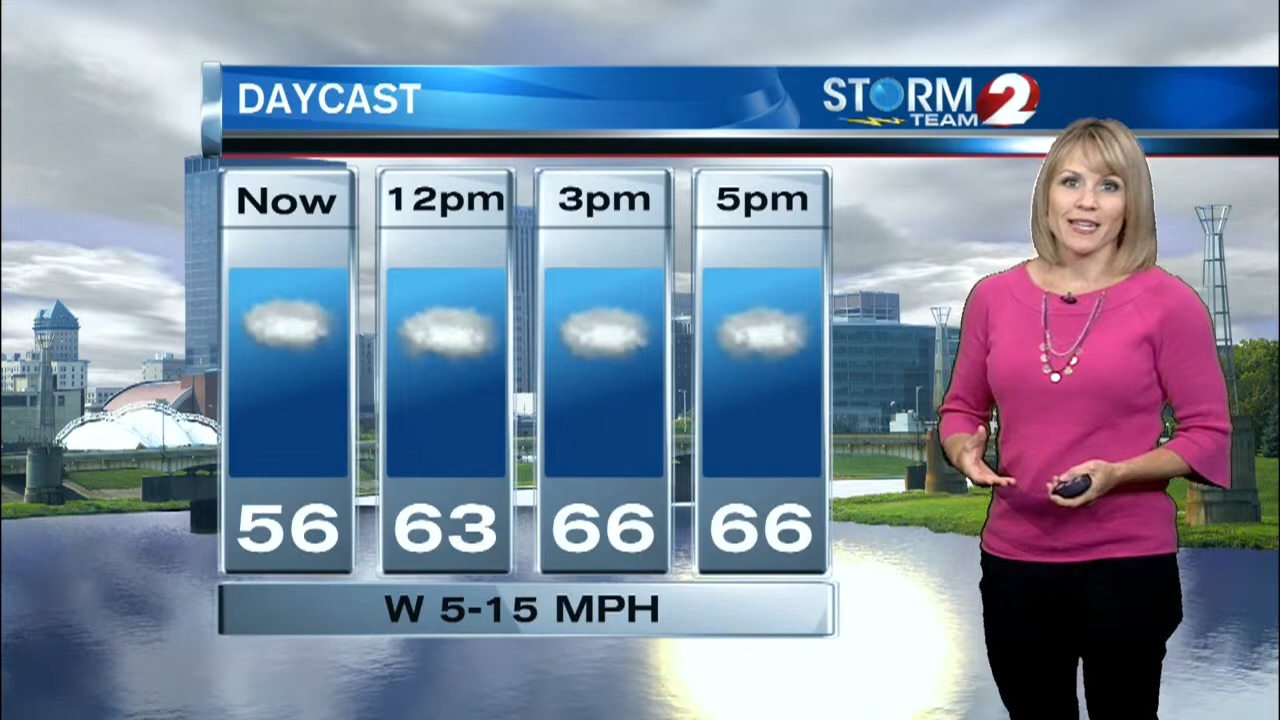 DAYCAST
STORM
TEAM 2
Now 12pm 3pm 5pm
56 63 66 66
W 5-15 MPH